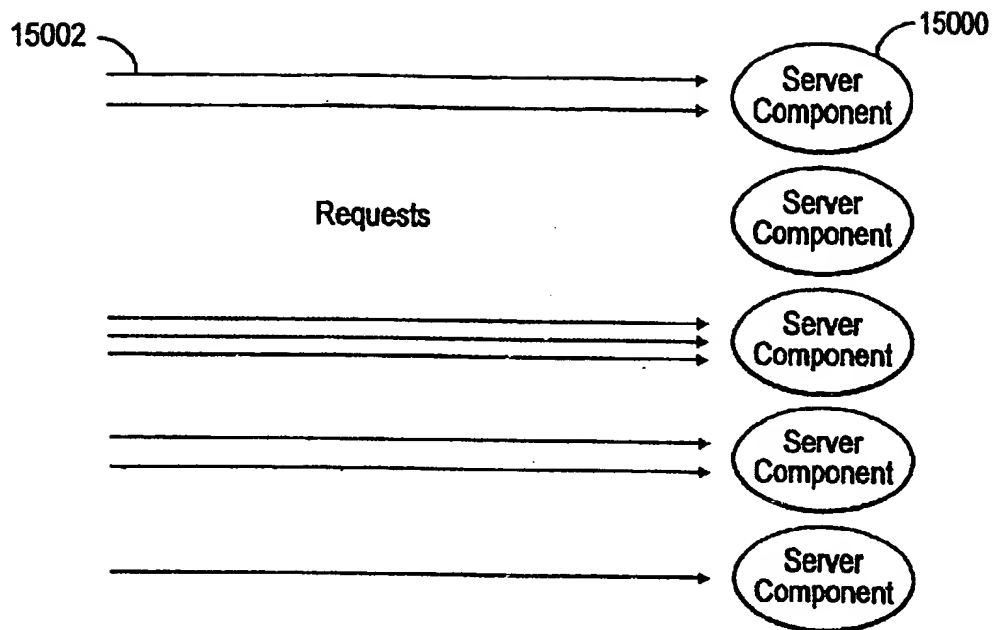 15002
15000
Server
Component
Requests
Server
Component
Server
Component
Server
Component
Server
Component